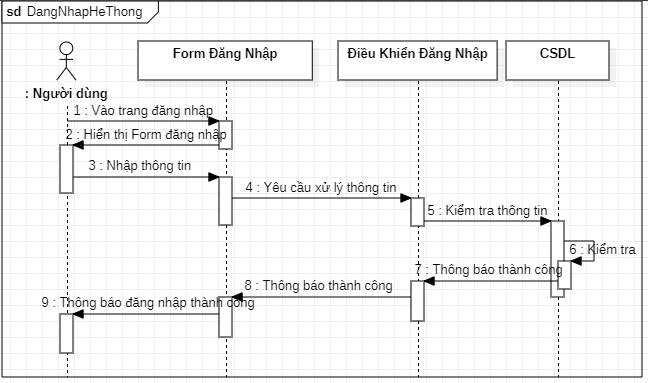 sd DangNhapHeThong
Form Đăng Nhập
Điều Khiển Đăng Nhập
CSDL
: Người dùng
1 : Vào trang đăng nhập
2 : Hiển thị Form đăng nhập
3 : Nhập thông tin
4 : Yêu cầu xử lý thông tin
5 : Kiểm tra thông tin
6 : Kiểm tra
7 : Thông báo thành công
8 : Thông báo thành công
9 : Thông báo đăng nhập thành công